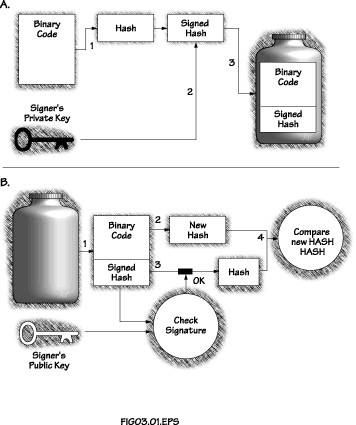 A.
Binary
Code
1
Hash
Signed
Hash
3
2
Binary
Code
Signed
Hash
Signer's
Private Key
B.
1
Binary
Code
Signed
Hash
2
New
Hash
3
OK
Hash
4
Compare
new HASH
HASH
Check
Signature
Signer's
Public Key
FIG03.01.EPS